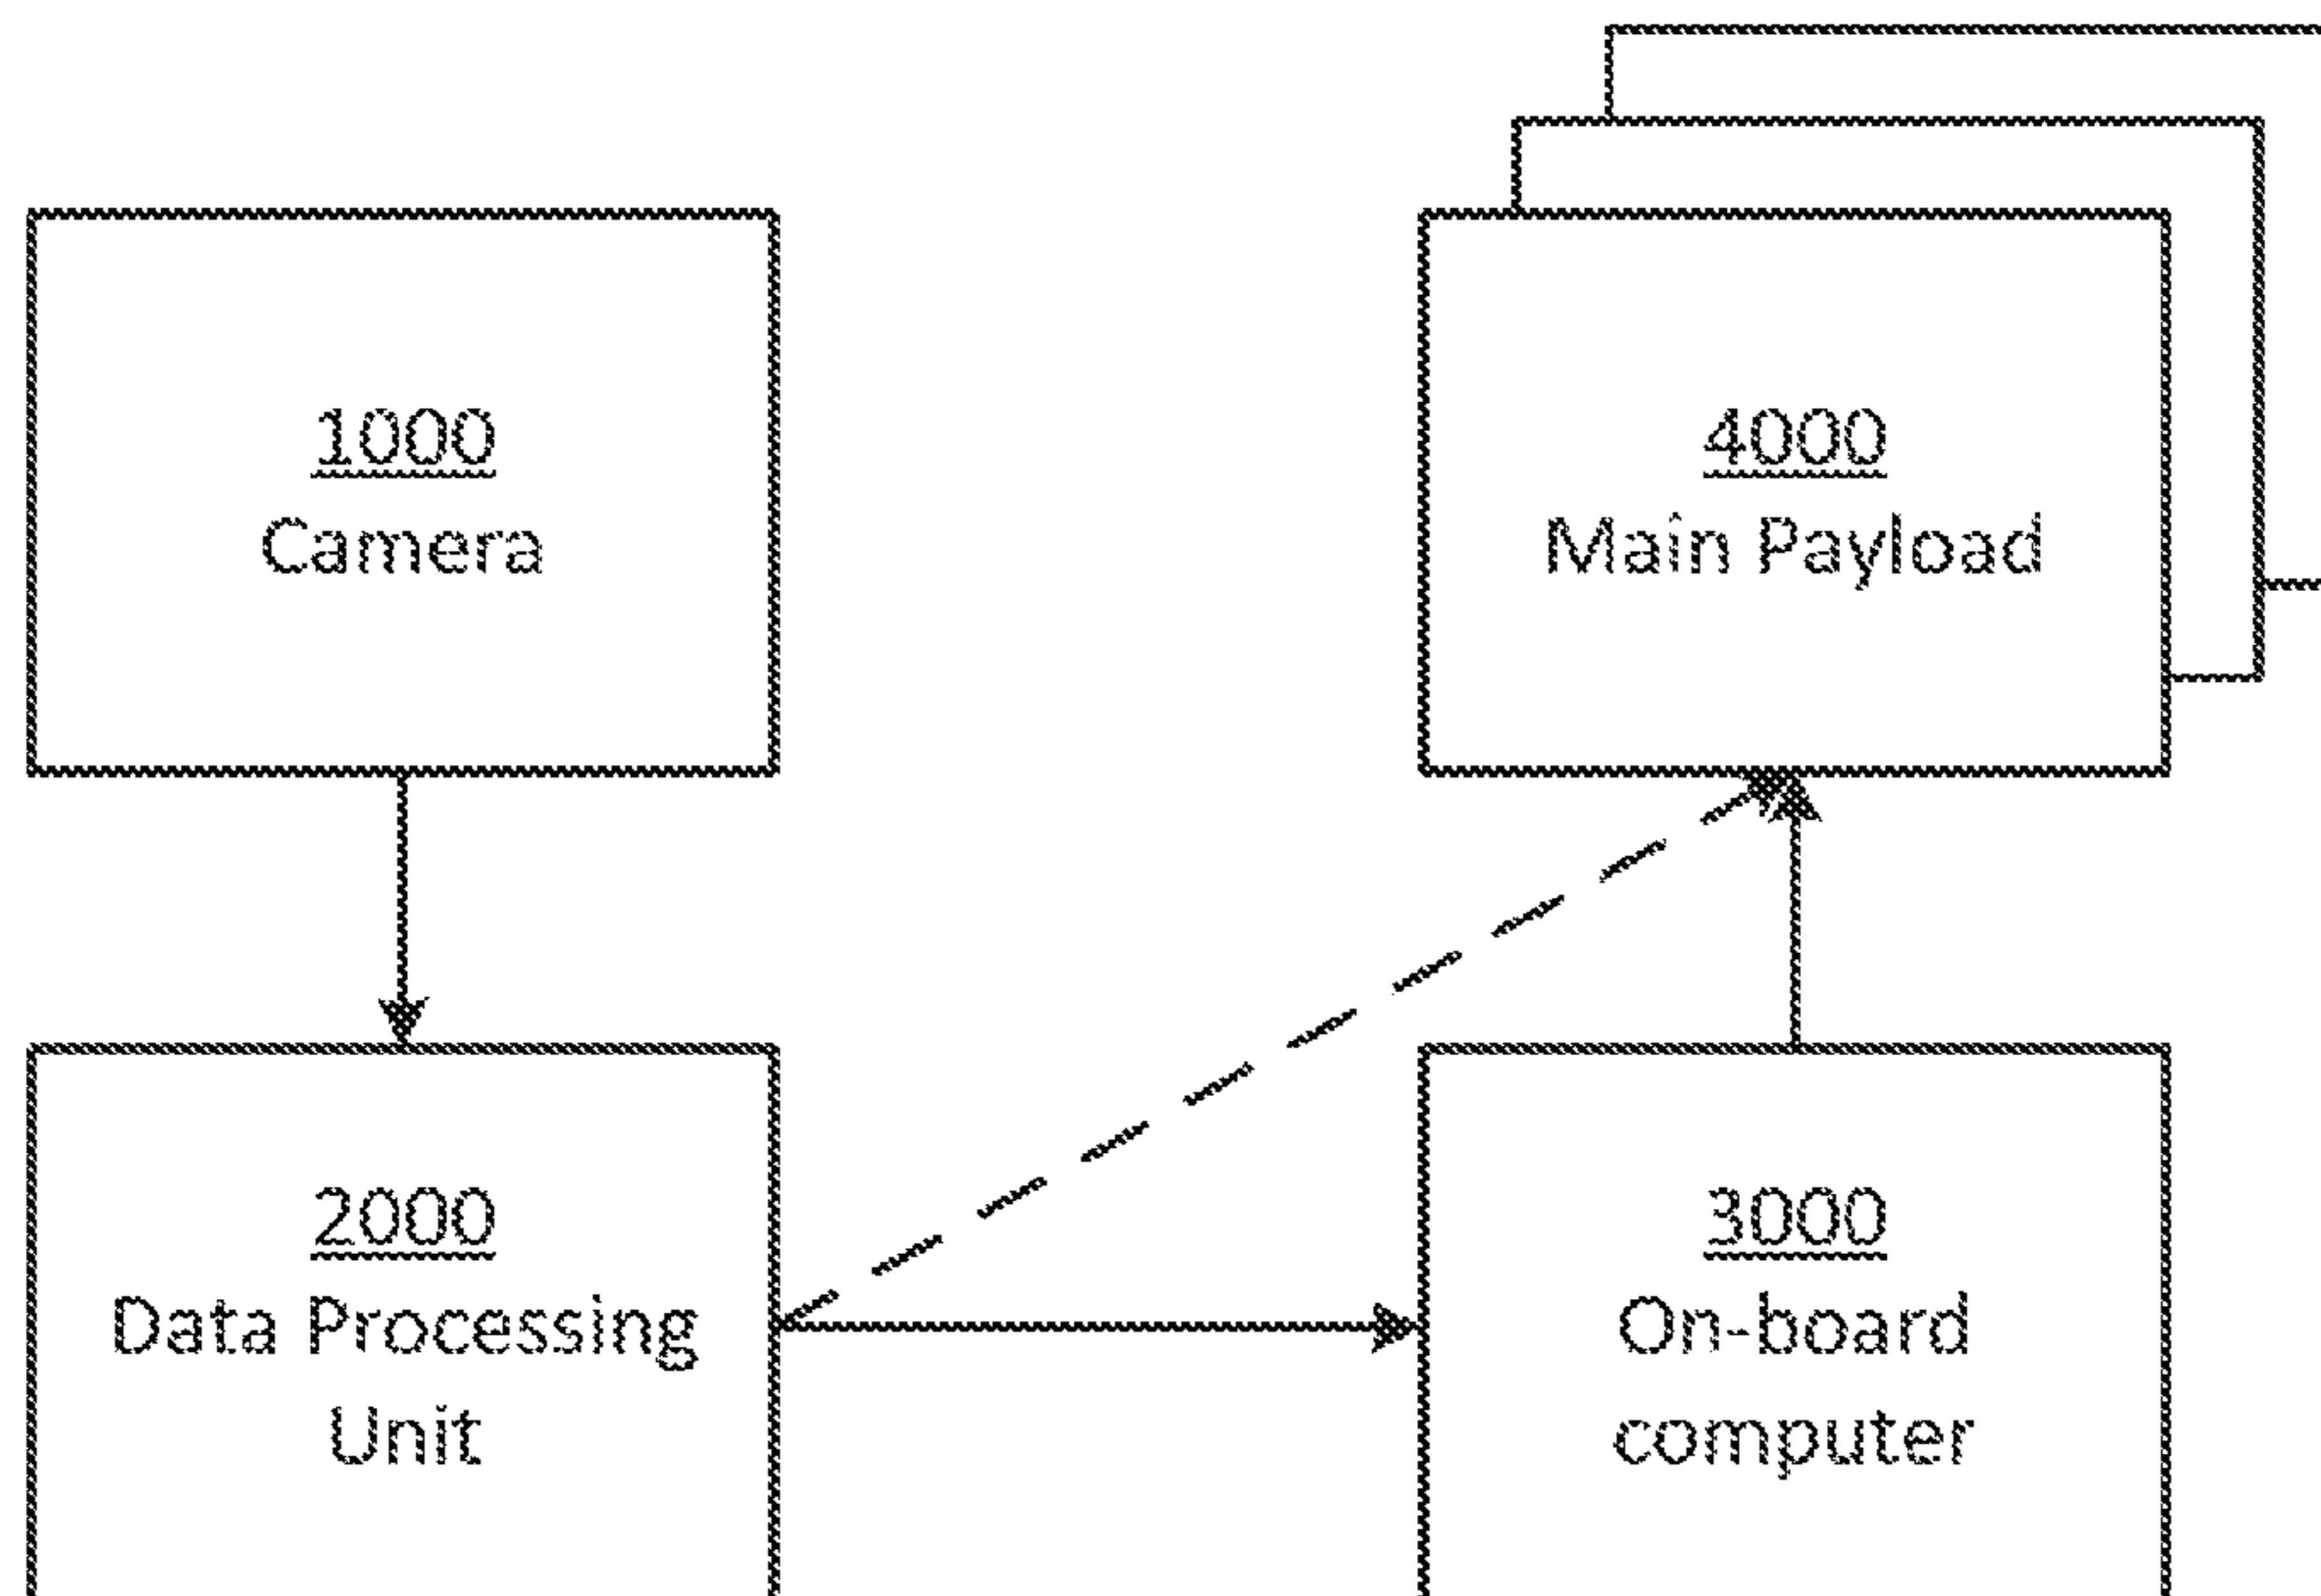 1000
Camera
4000
Main Payload
2000
Data Processing
Unit
3000
On-board
computer